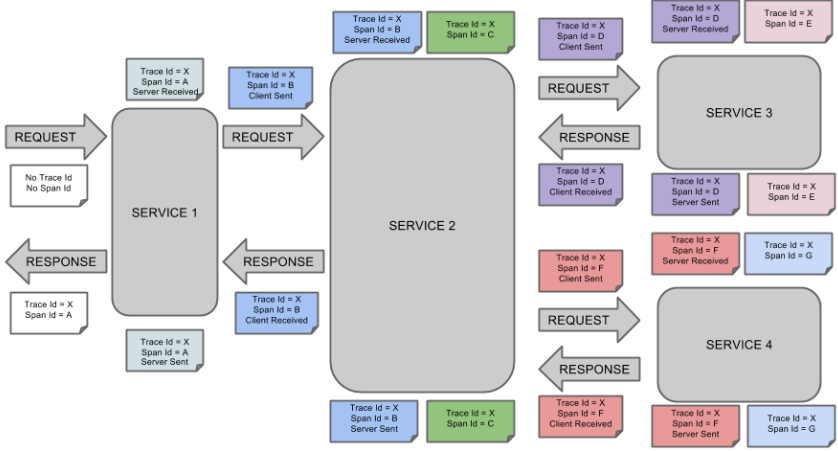 Trace Id = X
Span Id = B
Server Received
Trace Id = X
Span Id = C
Trace Id = X
Span Id = D
Client Sent
Trace Id = X
Span Id = D
Server Received
Trace Id = X
Span Id = E
Trace Id = X
Span Id = A
Server Received
Trace Id = X
Span Id = B
Client Sent
REQUEST
REQUEST
REQUEST
RESPONSE
SERVICE 3
No Trace Id
No Span Id
SERVICE 1
SERVICE 2
Trace Id = X
Span Id = D
Client Received
Trace Id = X
Span Id = D
Server Sent
Trace Id = X
Span Id = E
RESPONSE
RESPONSE
Trace Id = X
Span Id = F
Client Sent
Trace Id = X
Span Id = F
Server Received
Trace Id = X
Span Id = G
Trace Id = X
Span Id = A
Trace Id = X
Span Id = B
Client Received
REQUEST
RESPONSE
SERVICE 4
Trace Id = X
Span Id = A
Server Sent
Trace Id = X
Span Id = B
Server Sent
Trace Id = X
Span Id = C
Trace Id = X
Span Id = F
Client Received
Trace Id = X
Span Id = F
Server Sent
Trace Id = X
Span Id = G